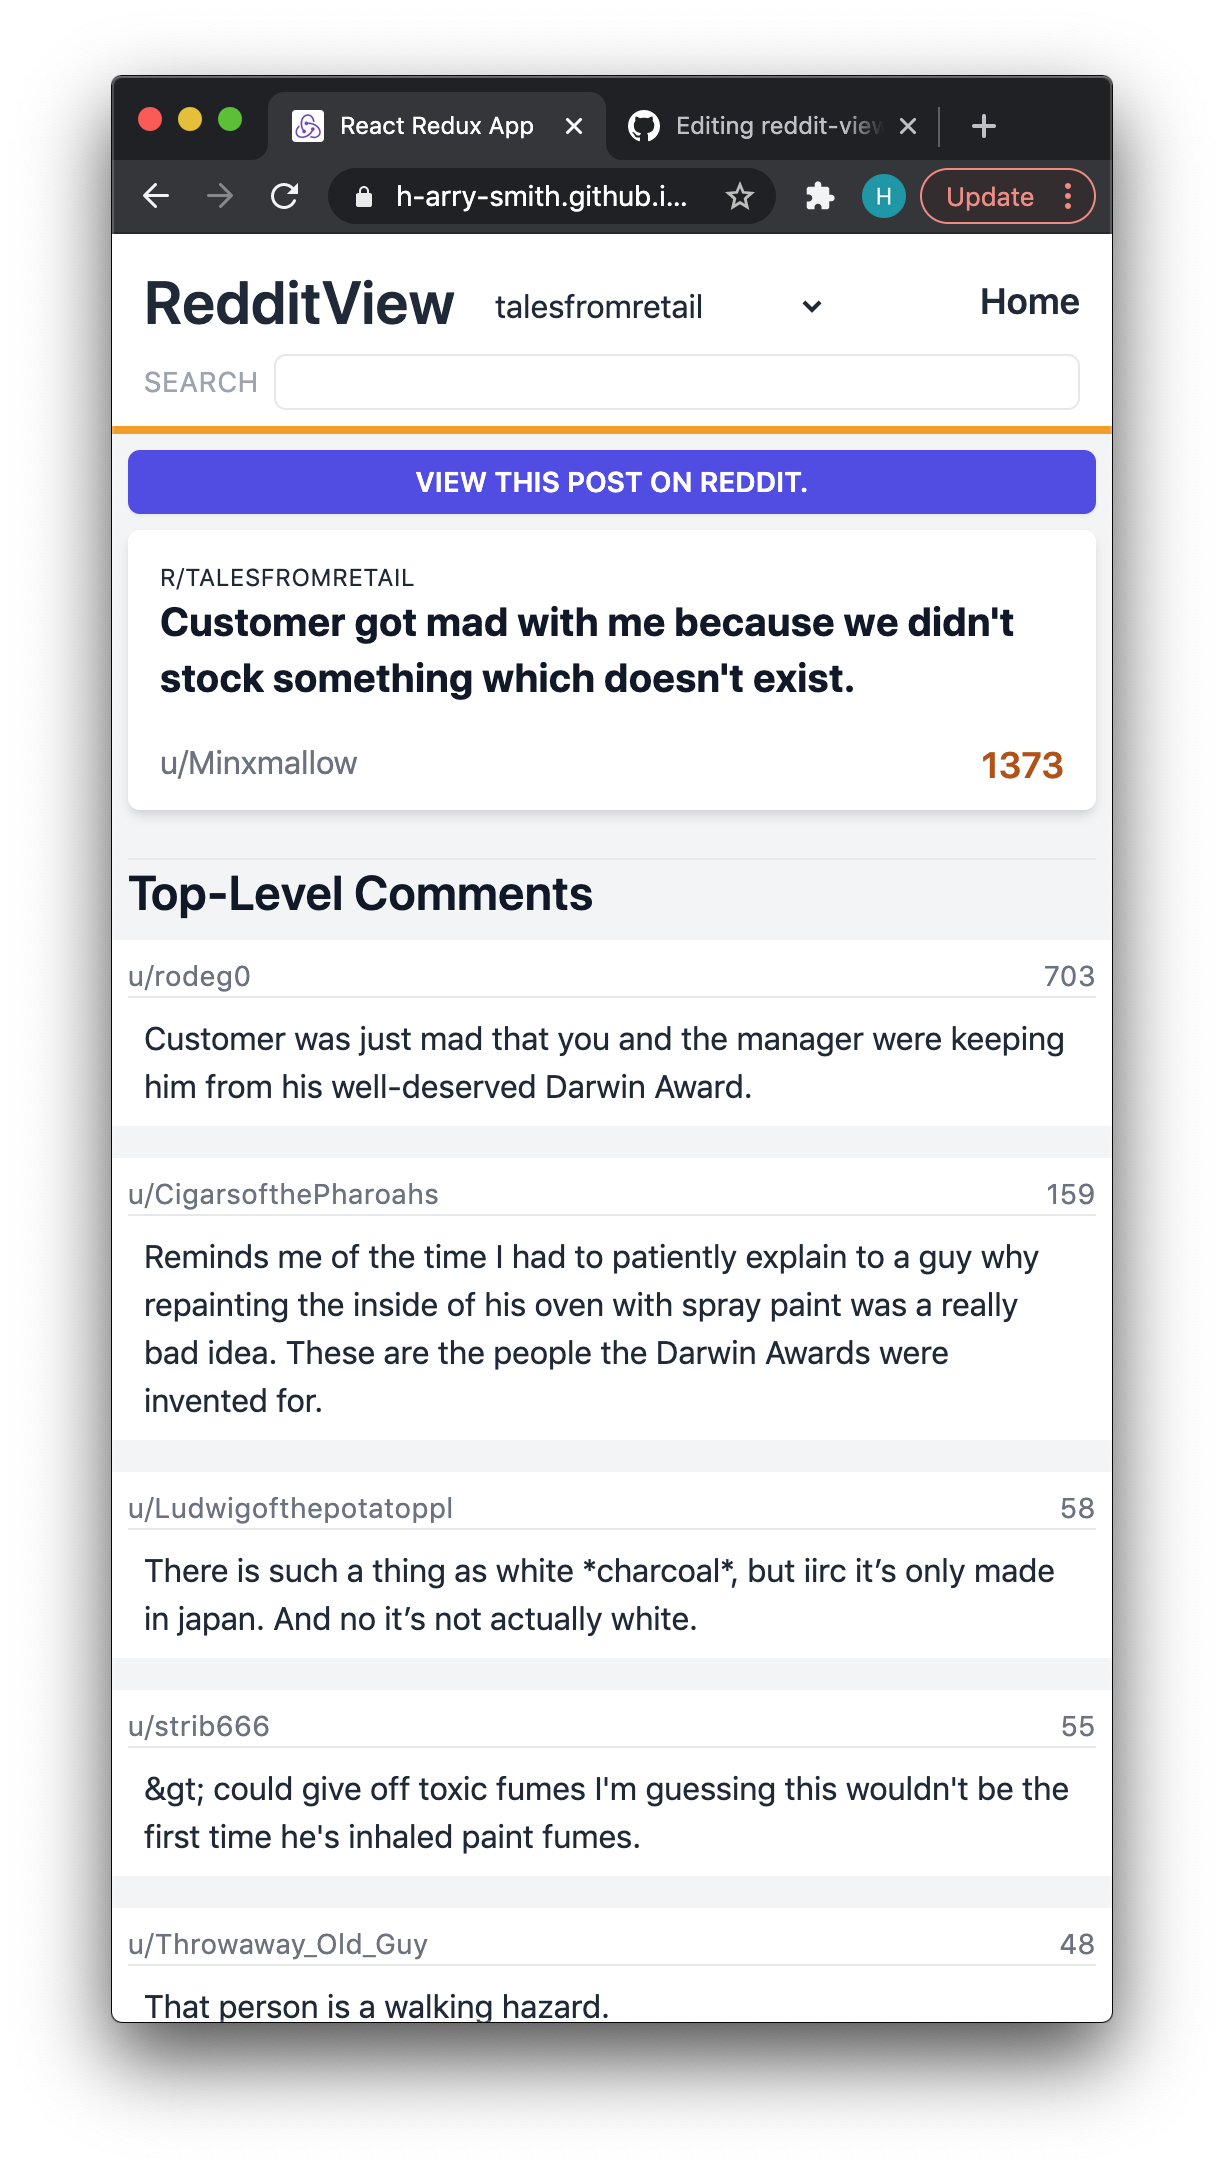 React Redux App
Editing reddit-view
h-arry-smith.github.i...
H
Update
RedditView
talesfromretail
Home
SEARCH
VIEW THIS POST ON REDDIT.
R/TALESFROMRETAIL
Customer got mad with me because we didn't
stock something which doesn't exist.
u/Minxmallow
1373
Top-Level Comments
u/rodeg0
703
Customer was just mad that you and the manager were keeping
him from his well-deserved Darwin Award.
u/CigarsofthePharoahs
159
Reminds me of the time I had to patiently explain to a guy why
repainting the inside of his oven with spray paint was a really
bad idea. These are the people the Darwin Awards were
invented for.
u/Ludwigofthepotatoppl
58
There is such a thing as white *charcoal*, but iirc it’s only made
in japan. And no it’s not actually white.
u/strib666
55
&gt; could give off toxic fumes I'm guessing this wouldn't be the
first time he's inhaled paint fumes.
u/Throwaway_Old_Guy
48
That person is a walking hazard.